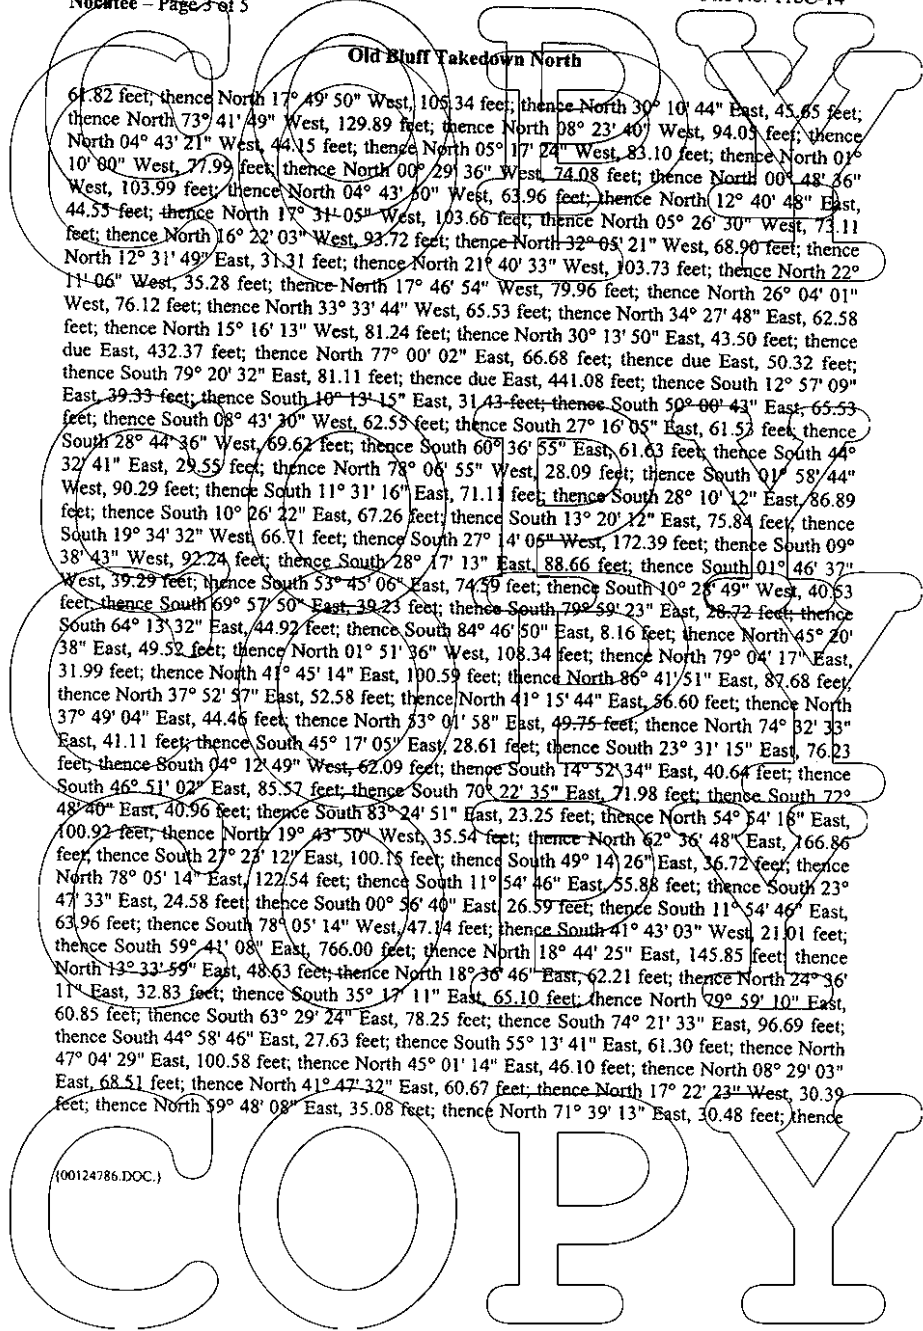 Nocatee – Page 3 of 5
Old Bluff Takedown North
61.82 feet; thence North 17° 49' 50" West, 105.34 feet; thence North 30° 10' 44" East, 45.65 feet;
thence North 73° 41' 49" West, 129.89 feet; thence North 08° 23' 40" West, 94.05 feet; thence
North 04° 43' 21" West, 44.15 feet; thence North 05° 17' 24" West, 83.10 feet; thence North 01°
10' 00" West, 77.99 feet; thence North 00° 29' 36" West, 74.08 feet; thence North 00° 48' 36"
West, 103.99 feet; thence North 04° 43' 50" West, 63.96 feet; thence North 12° 40' 48" East,
44.55 feet; thence North 17° 31' 05" West, 103.66 feet; thence North 05° 26' 30" West, 73.11
feet; thence North 16° 22' 03" West, 93.72 feet; thence North 32° 05' 21" West, 68.90 feet; thence
North 12° 31' 49" East, 31.31 feet; thence North 21° 40' 33" West, 103.73 feet; thence North 22°
11' 06" West, 35.28 feet; thence North 17° 46' 54" West, 79.96 feet; thence North 26° 04' 01"
West, 76.12 feet; thence North 33° 33' 44" West, 65.53 feet; thence North 34° 27' 48" East, 62.58
feet; thence North 15° 16' 13" West, 81.24 feet; thence North 30° 13' 50" East, 43.50 feet; thence
due East, 432.37 feet; thence North 77° 00' 02" East, 66.68 feet; thence due East, 50.32 feet;
thence South 79° 20' 32" East, 81.11 feet; thence due East, 441.08 feet; thence South 12° 57' 09"
East, 39.33 feet; thence South 10° 13' 15" East, 31.43 feet; thence South 50° 00' 43" East, 65.53
feet; thence South 08° 43' 30" West, 62.55 feet; thence South 27° 16' 05" East, 61.53 feet; thence
South 28° 44' 36" West, 69.62 feet; thence South 60° 36' 55" East, 61.63 feet; thence South 44°
32' 41" East, 29.55 feet; thence North 78° 06' 55" West, 28.09 feet; thence South 01° 58' 44"
West, 90.29 feet; thence South 11° 31' 16" East, 71.11 feet; thence South 28° 10' 12" East, 86.89
feet; thence South 10° 26' 22" East, 67.26 feet; thence South 13° 20' 12" East, 75.84 feet; thence
South 19° 34' 32" West, 66.71 feet; thence South 27° 14' 05" West, 172.39 feet; thence South 09°
38' 43" West, 92.24 feet; thence South 28° 17' 13" East, 88.66 feet; thence South 01° 46' 37"
West, 39.29 feet; thence South 53° 45' 06" East, 74.59 feet; thence South 10° 28' 49" West, 40.53
feet; thence South 69° 57' 50" East, 39.23 feet; thence South 79° 59' 23" East, 28.72 feet; thence
South 64° 13' 32" East, 44.92 feet; thence South 84° 46' 50" East, 8.16 feet; thence North 45° 20'
38" East, 49.52 feet; thence North 01° 51' 36" West, 108.34 feet; thence North 79° 04' 17" East,
31.99 feet; thence North 41° 45' 14" East, 100.59 feet; thence North 86° 41' 51" East, 87.68 feet;
thence North 37° 52' 57" East, 52.58 feet; thence North 41° 15' 44" East, 56.60 feet; thence North
37° 49' 04" East, 44.46 feet; thence North 53° 01' 58" East, 49.75 feet; thence North 74° 32' 33"
East, 41.11 feet; thence South 45° 17' 05" East, 28.61 feet; thence South 23° 31' 15" East, 76.23
feet; thence South 04° 12' 49" West, 62.09 feet; thence South 14° 52' 34" East, 40.64 feet; thence
South 46° 51' 02" East, 85.57 feet; thence South 70° 22' 35" East, 71.98 feet; thence South 72°
48' 40" East, 40.96 feet; thence South 83° 24' 51" East, 23.25 feet; thence North 54° 54' 18" East,
100.92 feet; thence North 19° 43' 50" West, 35.54 feet; thence North 62° 36' 48" East, 166.86
feet; thence South 27° 23' 12" East, 100.15 feet; thence South 49° 14' 26" East, 36.72 feet; thence
North 78° 05' 14" East, 122.54 feet; thence South 11° 54' 46" East, 55.88 feet; thence South 23°
47' 33" East, 24.58 feet; thence South 00° 56' 40" East, 26.59 feet; thence South 11° 54' 46" East,
63.96 feet; thence South 78° 05' 14" West, 47.14 feet; thence South 41° 43' 03" West, 21.01 feet;
thence South 59° 41' 08" East, 766.00 feet; thence North 18° 44' 25" East, 145.85 feet; thence
North 13° 33' 59" East, 48.63 feet; thence North 18° 36' 46" East, 62.21 feet; thence North 24° 36'
11" East, 32.83 feet; thence South 35° 17' 11" East, 65.10 feet; thence North 79° 59' 10" East,
60.85 feet; thence South 63° 29' 24" East, 78.25 feet; thence South 74° 21' 33" East, 96.69 feet;
thence South 44° 58' 46" East, 27.63 feet; thence South 55° 13' 41" East, 61.30 feet; thence North
47° 04' 29" East, 100.58 feet; thence North 45° 01' 14" East, 46.10 feet; thence North 08° 29' 03"
East, 68.51 feet; thence North 41° 47' 32" East, 60.67 feet; thence North 17° 22' 23" West, 30.39
feet; thence North 59° 48' 08" East, 35.08 feet; thence North 71° 39' 13" East, 30.48 feet; thence
{00124786.DOC.}
COPY
COPY
COPY
COPY
COPY